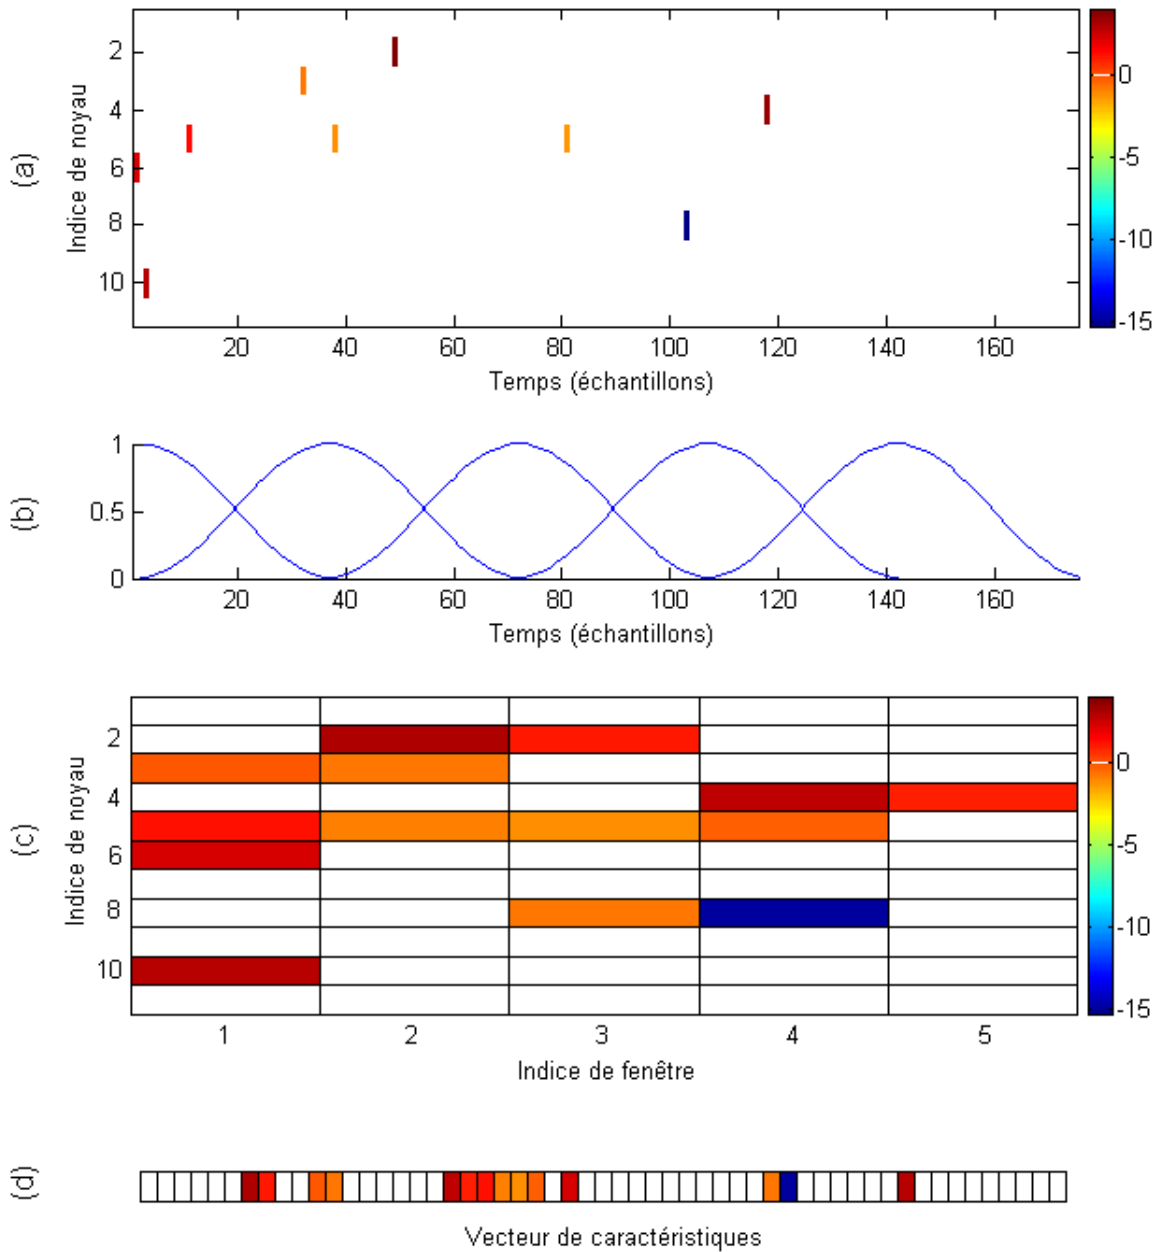 (a)
Indice de noyau
2
4
6
8
10
20 40 60 80 100 120 140 160
Temps (échantillons)
0
-5
-10
-15
(b)
1
0.5
0
20 40 60 80 100 120 140 160
Temps (échantillons)
(c)
Indice de noyau
2
4
6
8
10
1 2 3 4 5
Indice de fenêtre
0
-5
-10
-15
(d)
Vecteur de caractéristiques